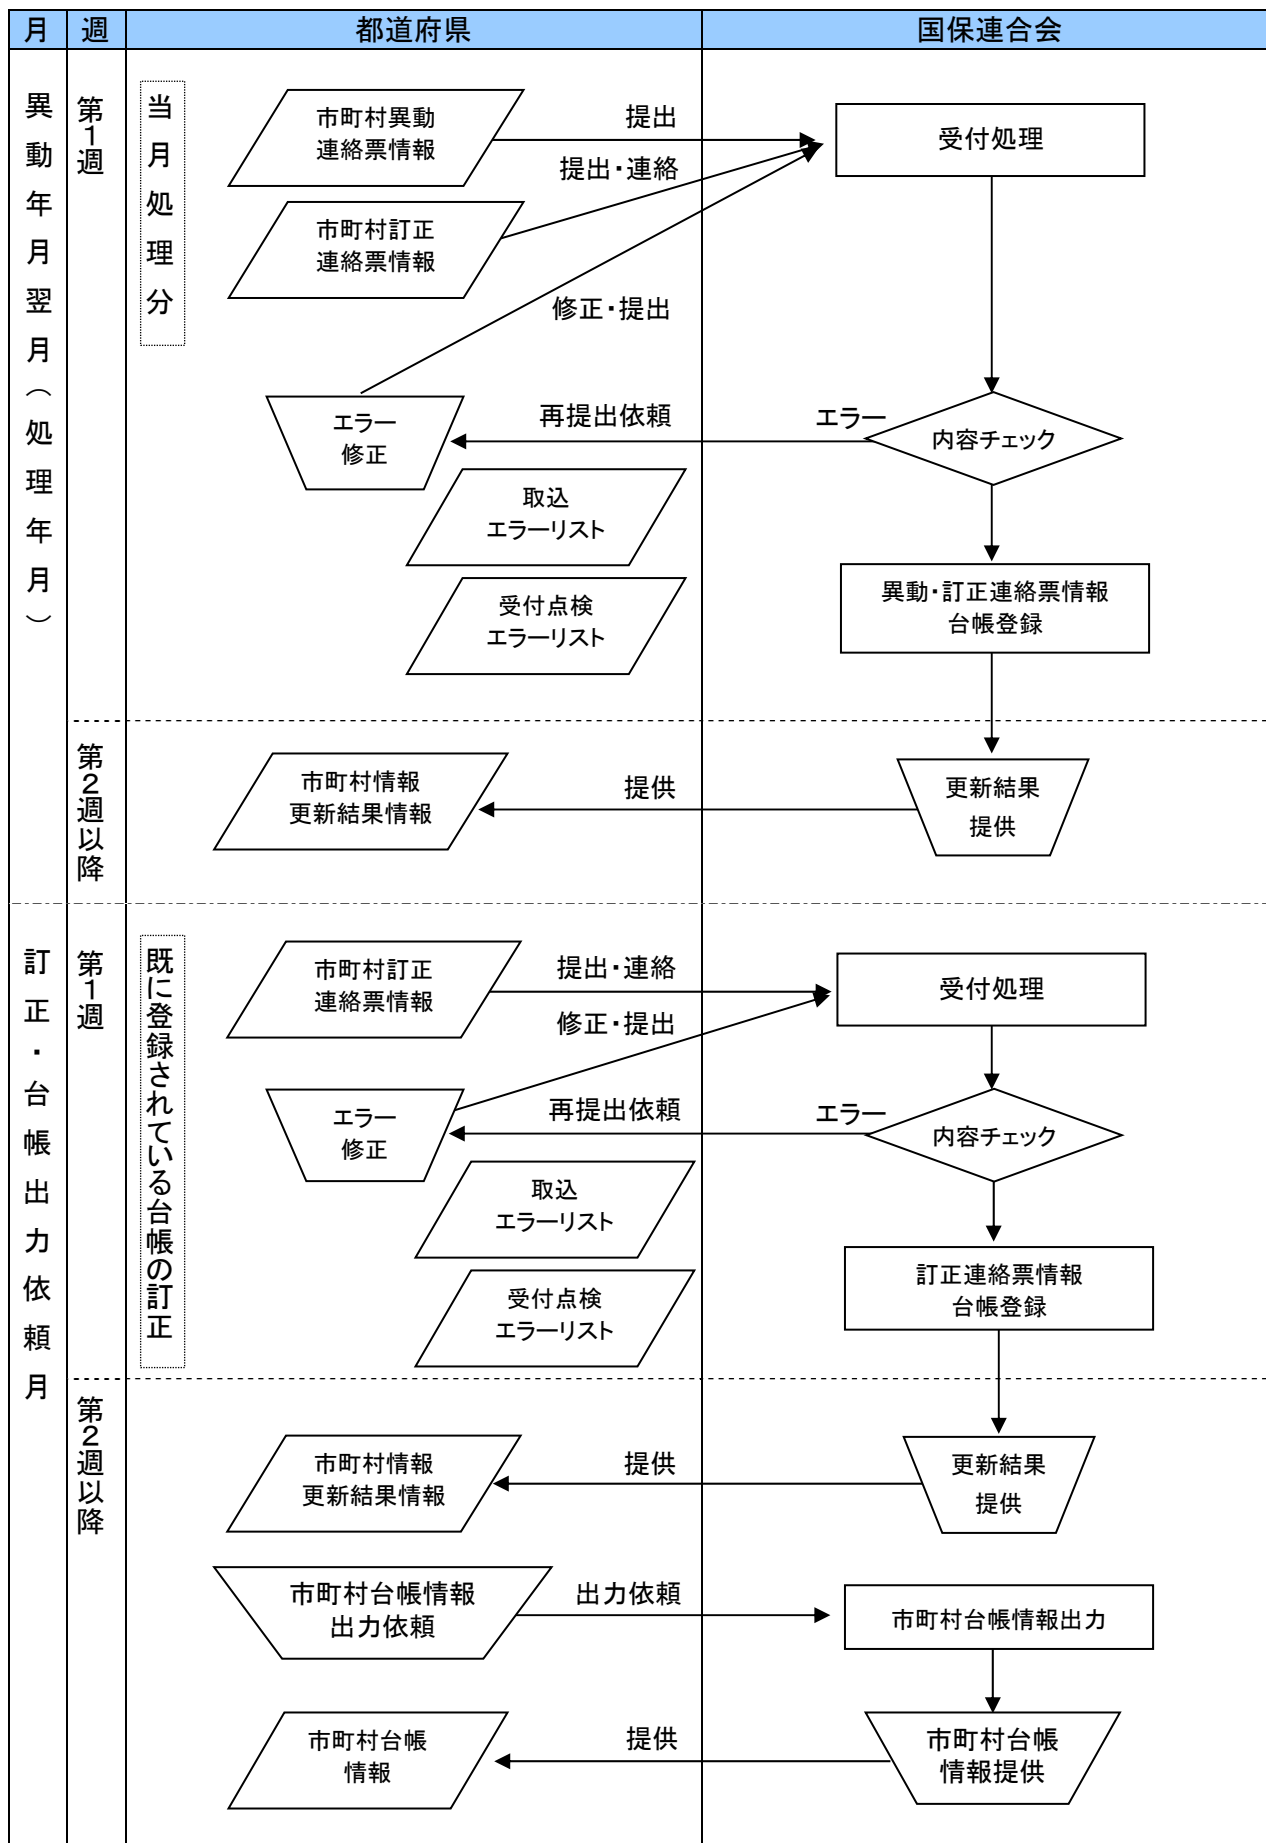 月 週 都道府県 国保連合会
異動年月翌月（処理年月）
第1週
当月処理分
市町村異動
連絡票情報
提出
受付処理
提出・連絡
市町村訂正
連絡票情報
修正・提出
エラー
修正
再提出依頼
エラー
内容チェック
取込
エラーリスト
受付点検
エラーリスト
異動・訂正連絡票情報
台帳登録
第2週以降
市町村情報
更新結果情報
提供
更新結果
提供
訂正・台帳出力依頼月
第1週
既に登録されている台帳の訂正
市町村訂正
連絡票情報
提出・連絡
受付処理
修正・提出
エラー
修正
再提出依頼
エラー
内容チェック
取込
エラーリスト
受付点検
エラーリスト
訂正連絡票情報
台帳登録
第2週以降
市町村情報
更新結果情報
提供
更新結果
提供
市町村台帳情報
出力依頼
出力依頼
市町村台帳情報出力
市町村台帳
情報
提供
市町村台帳
情報提供